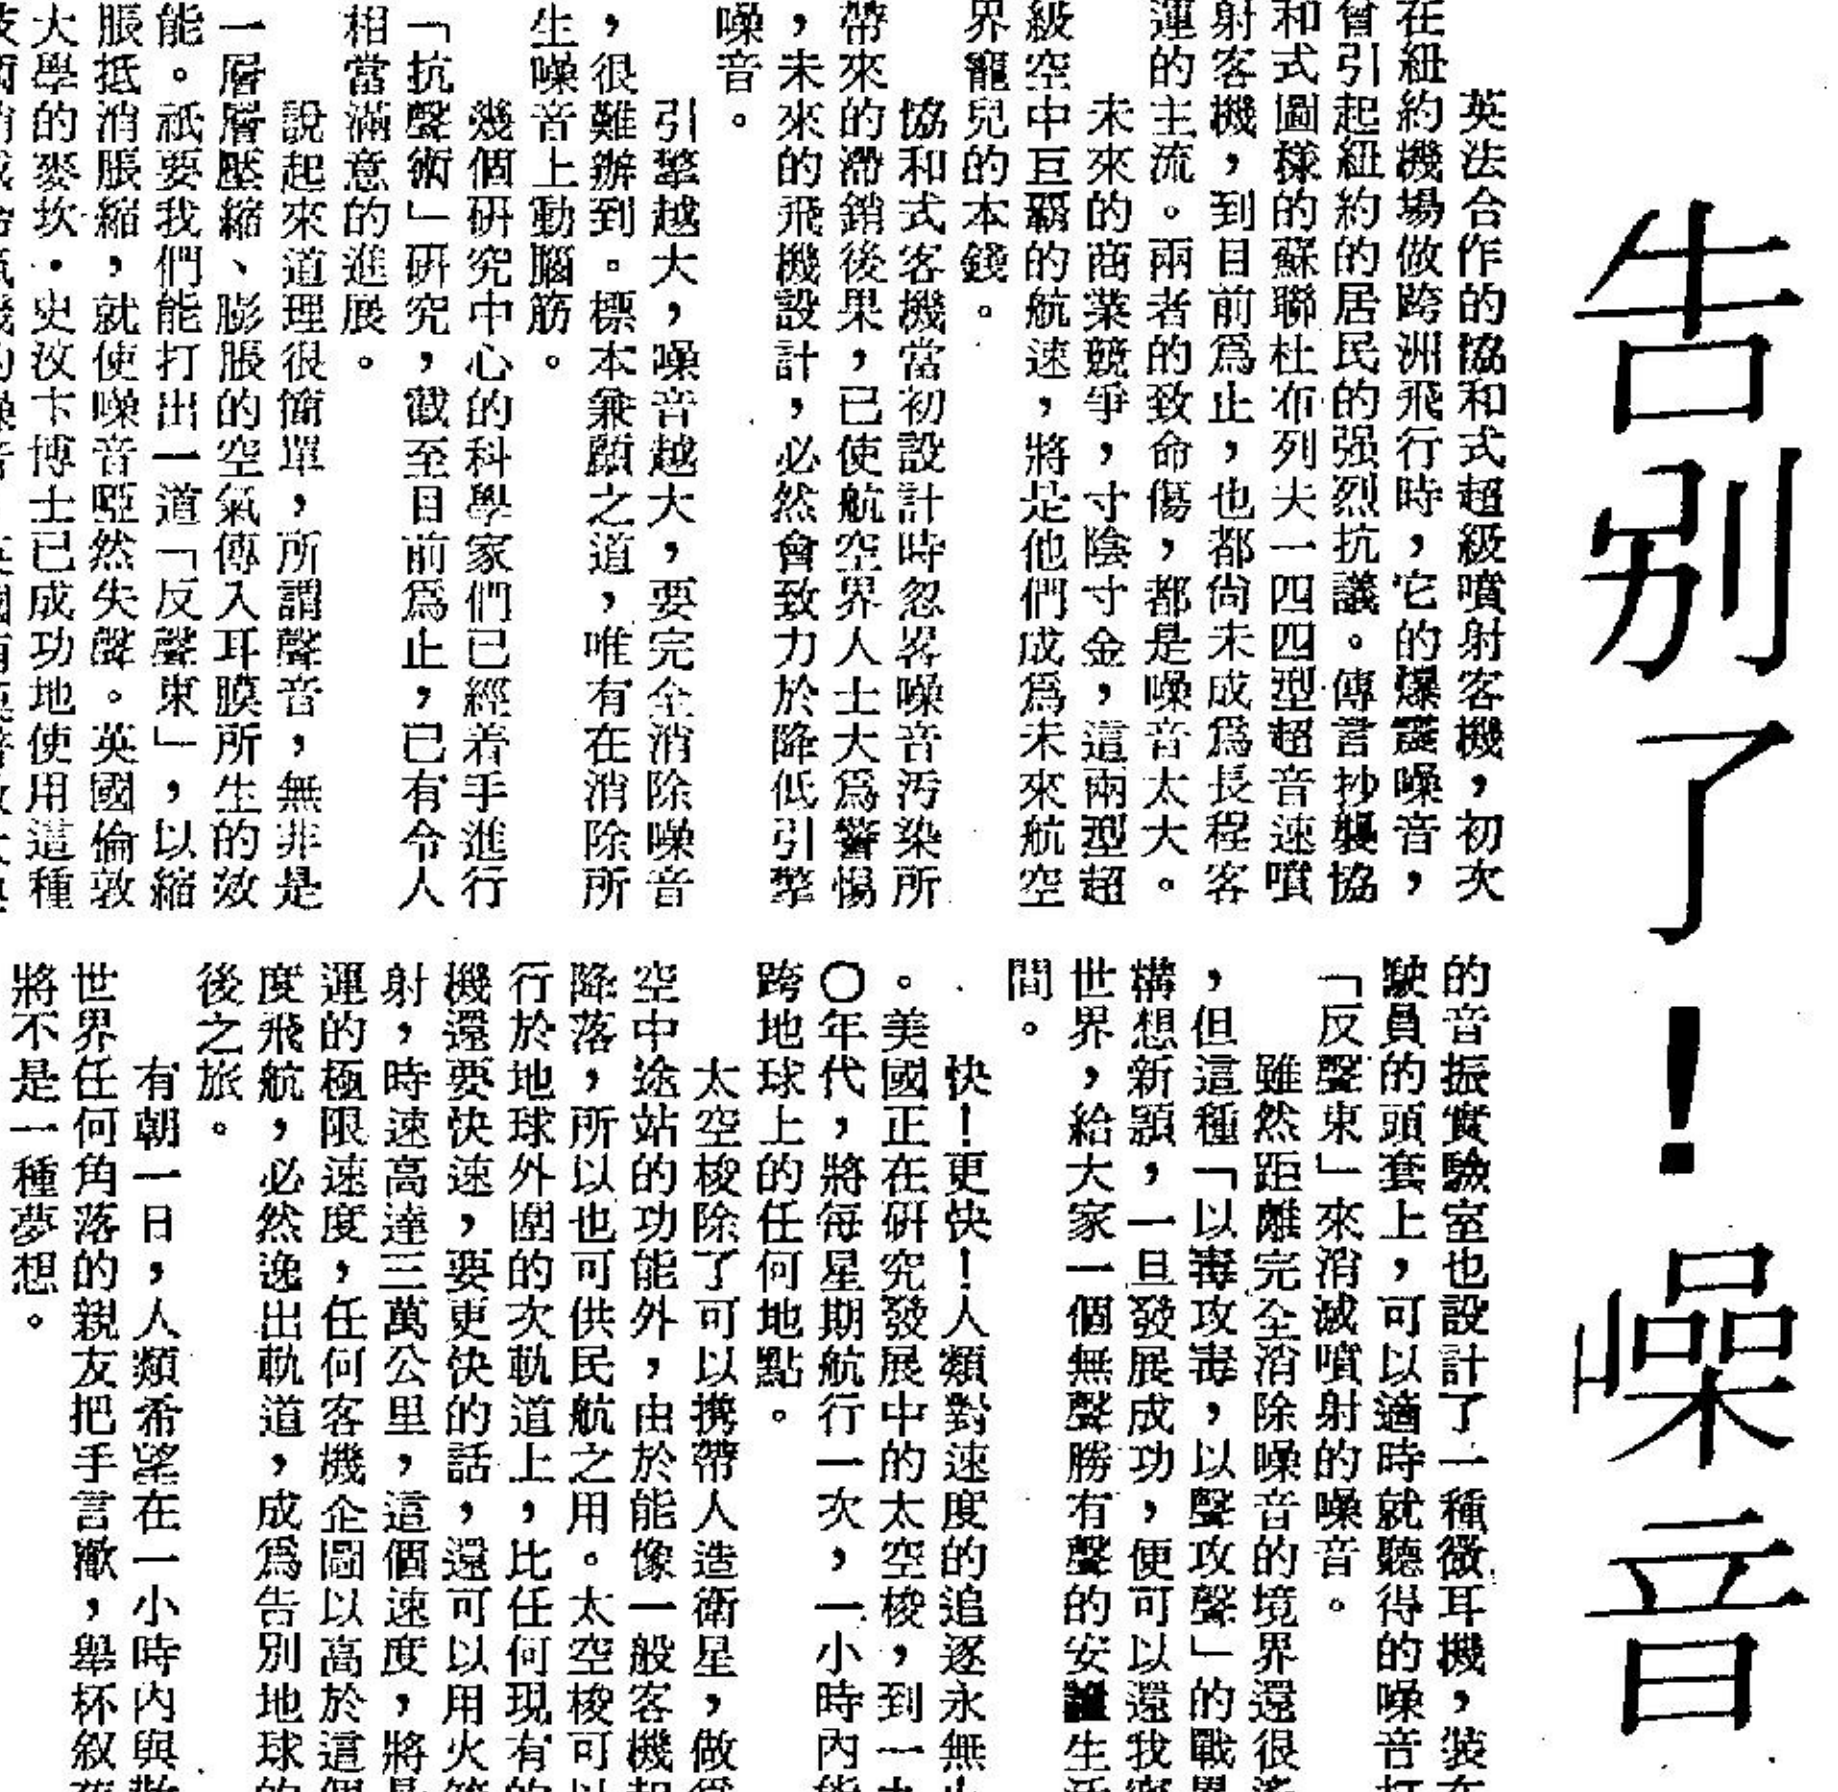 告別了！噪音
英法合作的協和式超級噴射客機，初次
在紐約機場做跨洲飛行時，它的爆震噪音，
曾引起紐約的居民的强烈抗議。傳言抄襲協
和式圖樣的蘇聯杜布列夫一四四型超音速噴
射客機，到目前爲止，也都尚未成爲長程客
運的主流。兩者的致命傷，都是噪音太大。
未來的商業競爭，寸陰寸金，這兩型超
級空中巨霸的航速，將是他們成爲未來航空
界寵兒的本錢。
協和式客機當初設計時忽畧噪音汚染所
帶來的滯銷後果，已使航空界人士大爲警惕
，未來的飛機設計，必然會致力於降低引擎
噪音。
引擎越大，噪音越大，要完全消除噪音
，很難辦到。標本兼顧之道，唯有在消除所
生噪音上動腦筋。
幾個研究中心的科學家們已經着手進行
「抗聲術」研究，截至目前爲止，已有令人
相當滿意的進展。
說起來道理很簡單，所謂聲音，無非是
一層層壓縮、膨脹的空氣傳入耳膜所生的效
能。祇要我們能打出一道「反聲束」，以縮
脹抵消脹縮，就使噪音啞然失聲。英國倫敦
大學的麥坎・史汶卞博士已成功地使用這種
的音振實驗室也設計了一種微耳機，裝在
駛員的頭套上，可以適時就聽得的噪音打
「反聲束」來消滅噴射的噪音。
雖然距離完全消除噪音的境界還很遙
，但這種「以毒攻毒，以聲攻聲」的戰畧
構想新穎，一旦發展成功，便可以還我寧
世界，給大家一個無聲勝有聲的安謐生活
間。
快！更快！人類對速度的追逐永無止
。美國正在研究發展中的太空梭，到一九
〇年代，將每星期航行一次，一小時內能
跨地球上的任何地點。
太空梭除了可以携帶人造衛星，做爲
空中途站的功能外，由於能像一般客機起
降落，所以也可供民航之用。太空梭可以
行於地球外圍的次軌道上，比任何現有的
機還要快速，要更快的話，還可以用火箭
射，時速高達三萬公里，這個速度，將是
運的極限速度，任何客機企圖以高於這個
度飛航，必然逸出軌道，成爲告別地球的
後之旅。
有朝一日，人類希望在一小時內與散
世界任何角落的親友把手言歡，舉杯叙
將不是一種夢想。